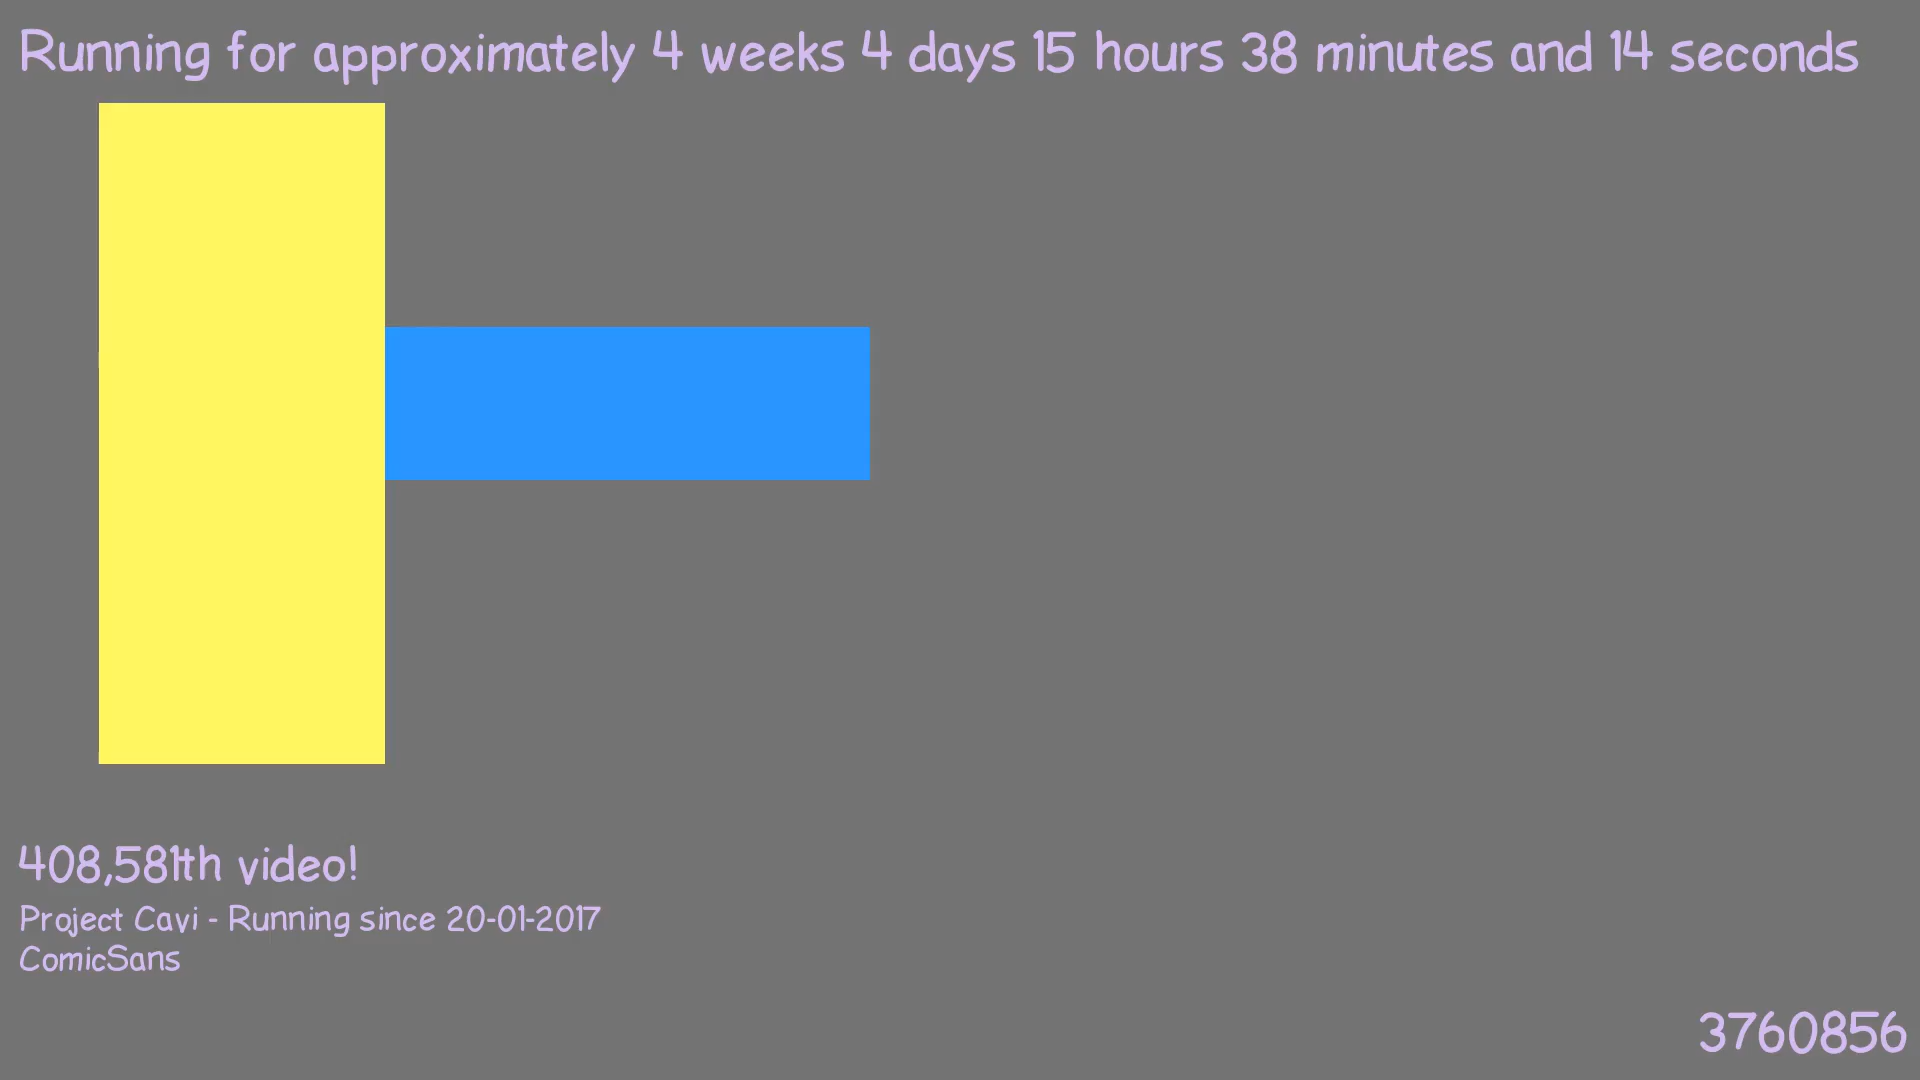 Running for approximately 4 weeks 4 days 15 hours 38 minutes and 14 seconds
408,581th video!
Project Cavi - Running since 20-01-2017
ComicSans
3760856